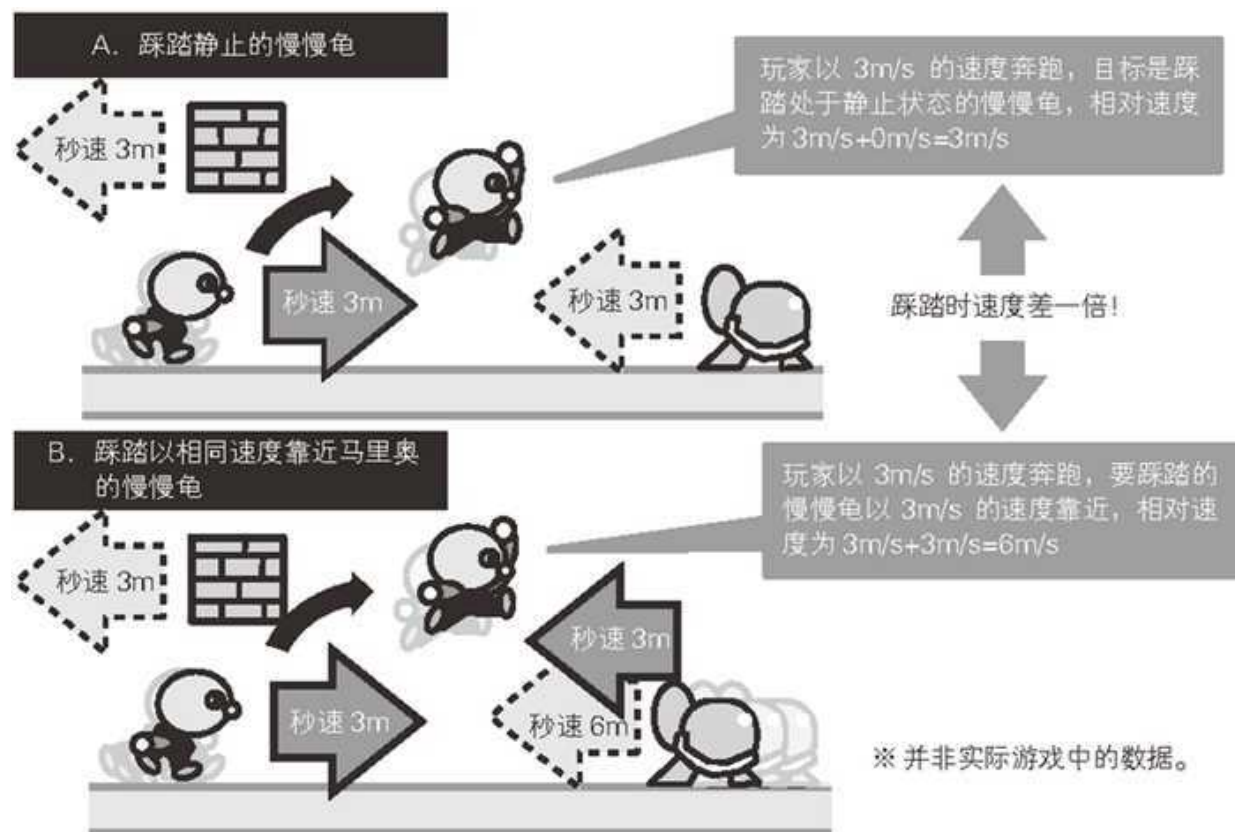 A. 踩踏静止的慢慢龟
玩家以 3m/s 的速度奔跑，目标是踩
踏处于静止状态的慢慢龟，相对速度
为 3m/s+0m/s=3m/s
秒速 3m
秒速 3m
秒速 3m
踩踏时速度差一倍！
B. 踩踏以相同速度靠近马里奥
的慢慢龟
玩家以 3m/s 的速度奔跑，要踩踏的
慢慢龟以 3m/s 的速度靠近，相对速
度为 3m/s+3m/s=6m/s
秒速 3m
秒速 3m
秒速 3m
秒速 6m
※ 并非实际游戏中的数据。